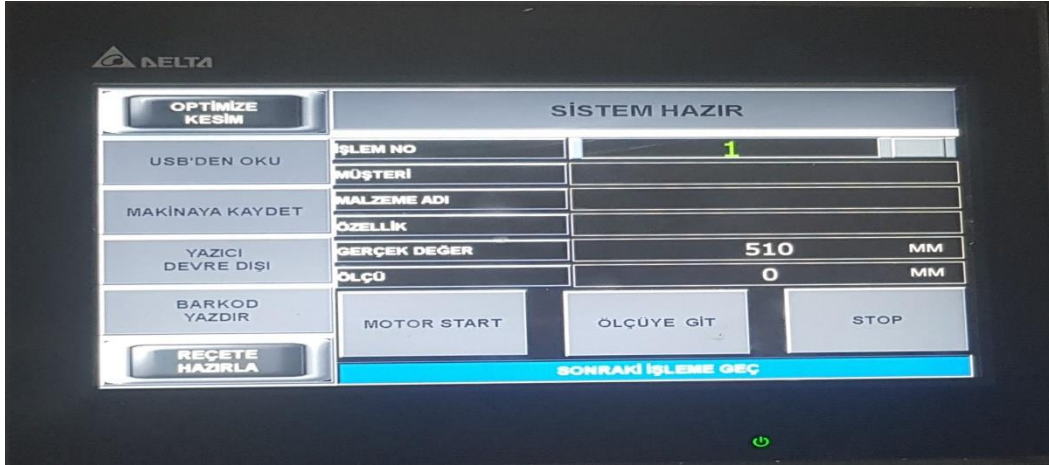 DELTA
OPTİMİZE
KESİM
SİSTEM HAZIR
USB'DEN OKU
MAKİNAYA KAYDET
YAZICI
DEVRE DIŞI
BARKOD
YAZDIR
REÇETE
HAZIRLA
İŞLEM NO 1
MÜŞTERİ
MALZEME ADI
ÖZELLİK
GERÇEK DEĞER 510 MM
ÖLÇÜ 0 MM
MOTOR START ÖLÇÜYE GİT STOP
SONRAKİ İŞLEME GEÇ